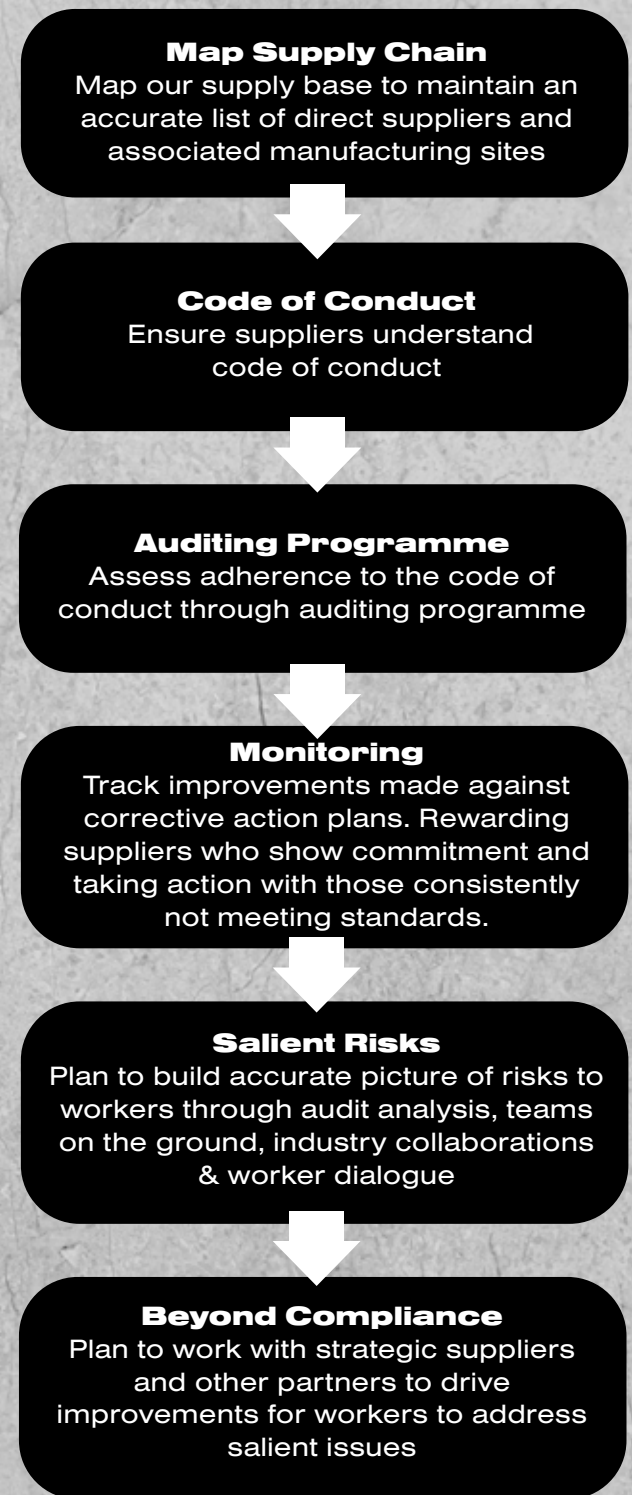 Map Supply Chain
Map our supply base to maintain an
accurate list of direct suppliers and
associated manufacturing sites
Code of Conduct
Ensure suppliers understand
code of conduct
Auditing Programme
Assess adherence to the code of
conduct through auditing programme
Monitoring
Track improvements made against
corrective action plans. Rewarding
suppliers who show commitment and
taking action with those consistently
not meeting standards.
Salient Risks
Plan to build accurate picture of risks to
workers through audit analysis, teams
on the ground, industry collaborations
& worker dialogue
Beyond Compliance
Plan to work with strategic suppliers
and other partners to drive
improvements for workers to address
salient issues